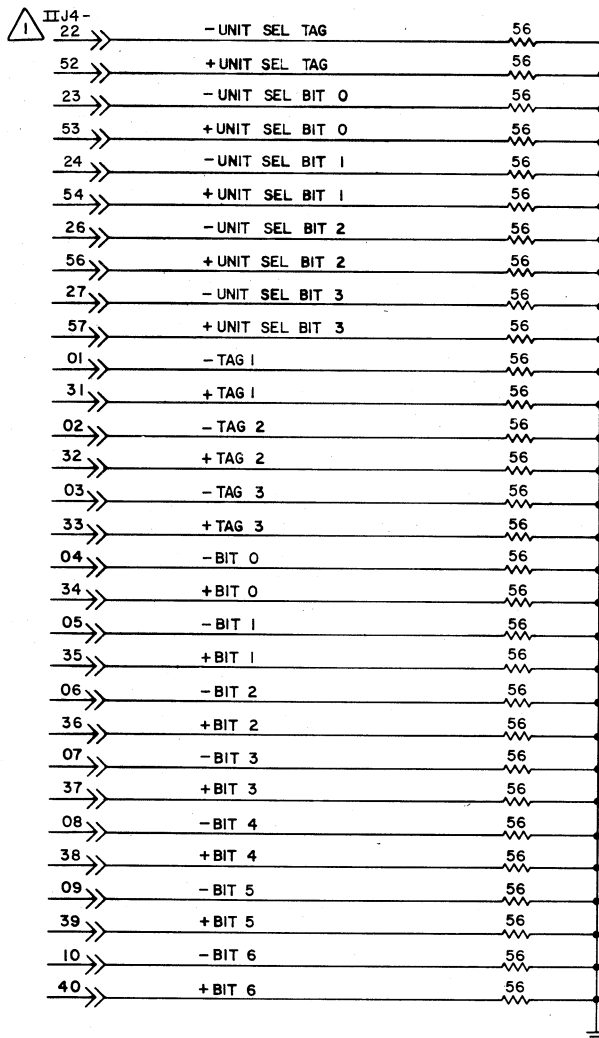 1 IIJ4-
22 -UNIT SEL TAG 56
52 +UNIT SEL TAG 56
23 -UNIT SEL BIT 0 56
53 +UNIT SEL BIT 0 56
24 -UNIT SEL BIT 1 56
54 +UNIT SEL BIT 1 56
26 -UNIT SEL BIT 2 56
56 +UNIT SEL BIT 2 56
27 -UNIT SEL BIT 3 56
57 +UNIT SEL BIT 3 56
01 -TAG 1 56
31 +TAG 1 56
02 -TAG 2 56
32 +TAG 2 56
03 -TAG 3 56
33 +TAG 3 56
04 -BIT 0 56
34 +BIT 0 56
05 -BIT 1 56
35 +BIT 1 56
06 -BIT 2 56
36 +BIT 2 56
07 -BIT 3 56
37 +BIT 3 56
08 -BIT 4 56
38 +BIT 4 56
09 -BIT 5 56
39 +BIT 5 56
10 -BIT 6 56
40 +BIT 6 56